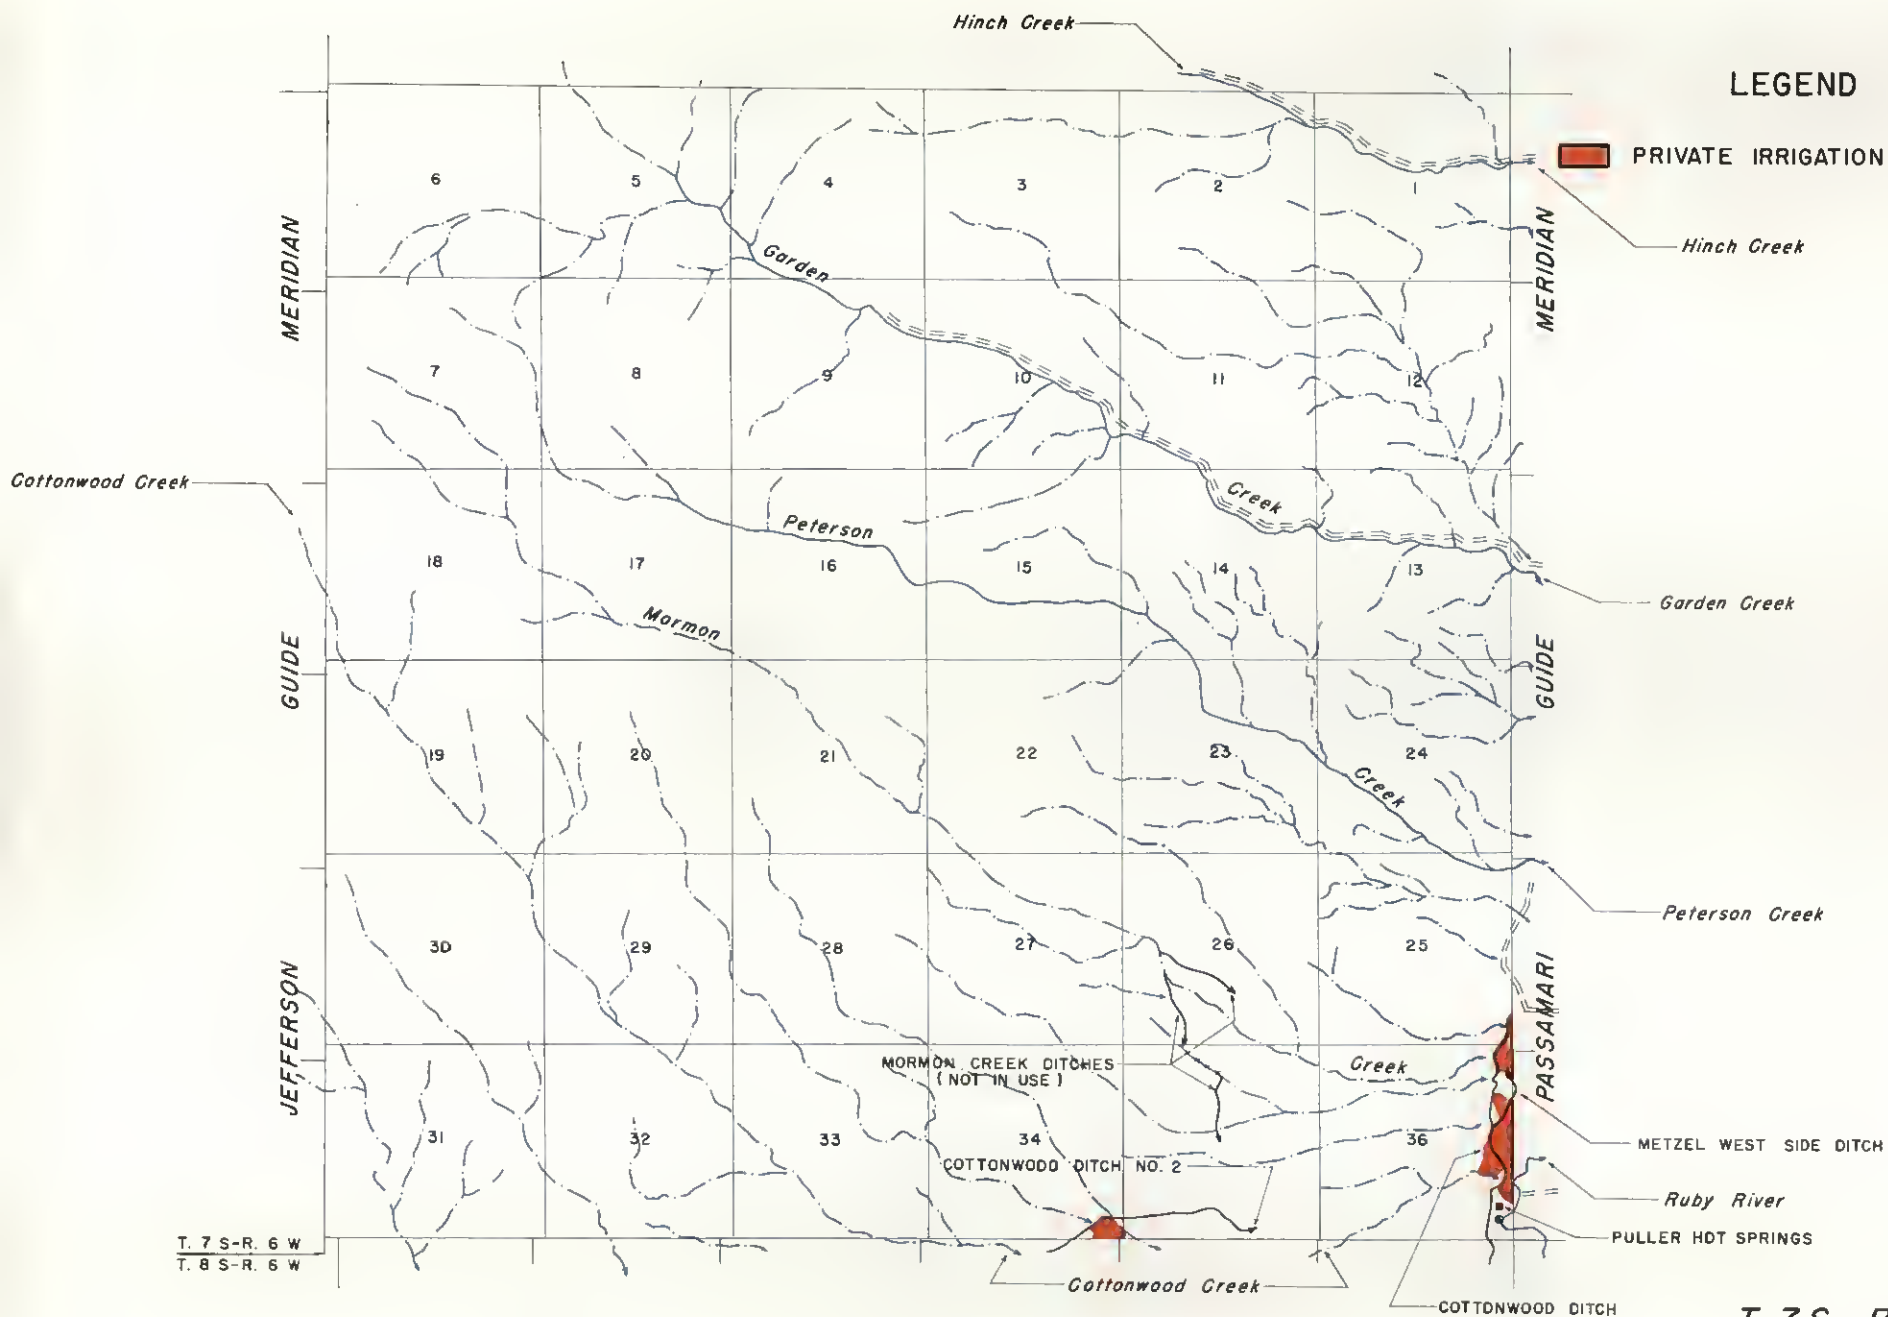 Hinch Creek
LEGEND
PRIVATE IRRIGATION
6
5
4
3
2
1
MERIDIAN
Garden
MERIDIAN
Hinch Creek
7
8
9
10
11
12
Cottonwood Creek
Creek
Peterson
18
17
16
15
14
13
Garden Creek
Mormon
GUIDE
GUIDE
19
20
21
22
23
24
Creek
Peterson Creek
30
29
28
27
26
25
JEFFERSON
PASSAMARI
MORMON CREEK DITCHES
(NOT IN USE)
Creek
31
32
33
34
36
METZEL WEST SIDE DITCH
COTTONWOOD DITCH NO. 2
Ruby River
PULLER HOT SPRINGS
T. 7 S-R. 6 W
T. 8 S-R. 6 W
Cottonwood Creek
COTTONWOOD DITCH